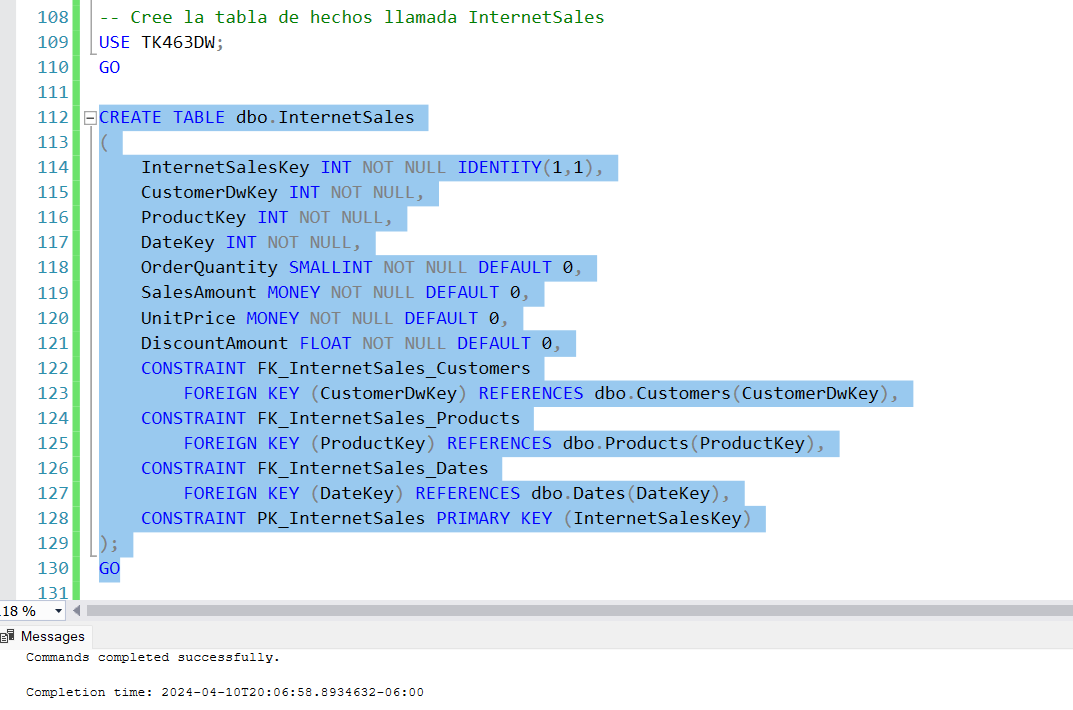 108 -- Cree la tabla de hechos llamada InternetSales
109 USE TK463DW;
110 GO
111
112 CREATE TABLE dbo.InternetSales
113 (
114 InternetSalesKey INT NOT NULL IDENTITY(1,1),
115 CustomerDwKey INT NOT NULL,
116 ProductKey INT NOT NULL,
117 DateKey INT NOT NULL,
118 OrderQuantity SMALLINT NOT NULL DEFAULT 0,
119 SalesAmount MONEY NOT NULL DEFAULT 0,
120 UnitPrice MONEY NOT NULL DEFAULT 0,
121 DiscountAmount FLOAT NOT NULL DEFAULT 0,
122 CONSTRAINT FK_InternetSales_Customers
123 FOREIGN KEY (CustomerDwKey) REFERENCES dbo.Customers(CustomerDwKey),
124 CONSTRAINT FK_InternetSales_Products
125 FOREIGN KEY (ProductKey) REFERENCES dbo.Products(ProductKey),
126 CONSTRAINT FK_InternetSales_Dates
127 FOREIGN KEY (DateKey) REFERENCES dbo.Dates(DateKey),
128 CONSTRAINT PK_InternetSales PRIMARY KEY (InternetSalesKey)
129 );
130 GO
131
18 %
Messages
Commands completed successfully.
Completion time: 2024-04-10T20:06:58.8934632-06:00